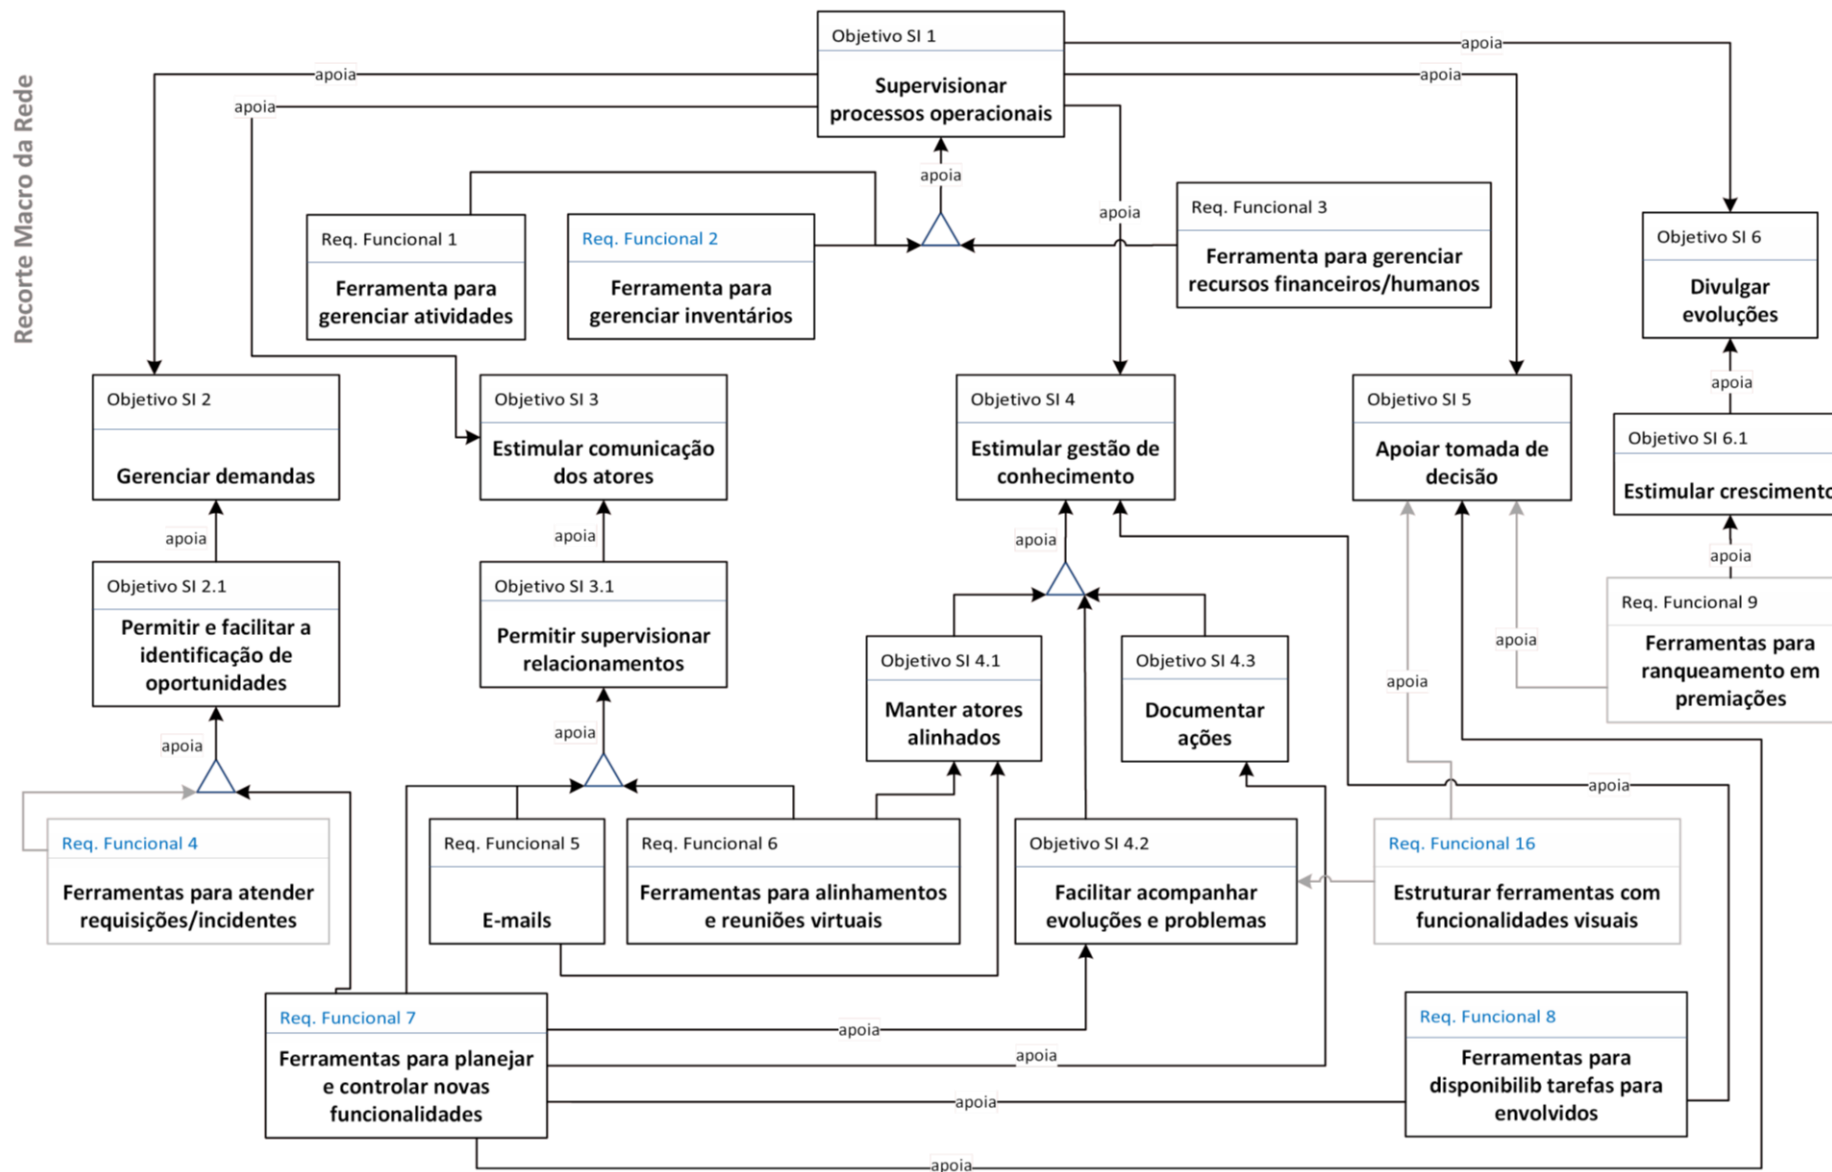 Recorte Macro da Rede
Objetivo SI 1
Supervisionar
processos operacionais
apoia
apoia
apoia
apoia
apoia
apoia
Req. Funcional 1
Ferramenta para
gerenciar atividades
Req. Funcional 2
Ferramenta para
gerenciar inventários
Req. Funcional 3
Ferramenta para gerenciar
recursos financeiros/humanos
Objetivo SI 6
Divulgar
evoluções
Objetivo SI 2
Gerenciar demandas
Objetivo SI 3
Estimular comunicação
dos atores
Objetivo SI 4
Estimular gestão de
conhecimento
Objetivo SI 5
Apoiar tomada de
decisão
apoia
Objetivo SI 6.1
Estimular crescimento
apoia
apoia
apoia
apoia
Objetivo SI 2.1
Permitir e facilitar a
identificação de
oportunidades
Objetivo SI 3.1
Permitir supervisionar
relacionamentos
Req. Funcional 9
Ferramentas para
ranqueamento em
premiações
apoia
apoia
Objetivo SI 4.1
Manter atores
alinhados
Objetivo SI 4.3
Documentar
ações
apoia
apoia
apoia
Req. Funcional 4
Ferramentas para atender
requisições/incidentes
Req. Funcional 5
E-mails
Req. Funcional 6
Ferramentas para alinhamentos
e reuniões virtuais
Objetivo SI 4.2
Facilitar acompanhar
evoluções e problemas
Req. Funcional 16
Estruturar ferramentas com
funcionalidades visuais
Req. Funcional 7
Ferramentas para planejar
e controlar novas
funcionalidades
apoia
apoia
apoia
apoia
Req. Funcional 8
Ferramentas para
disponibilib tarefas para
envolvidos